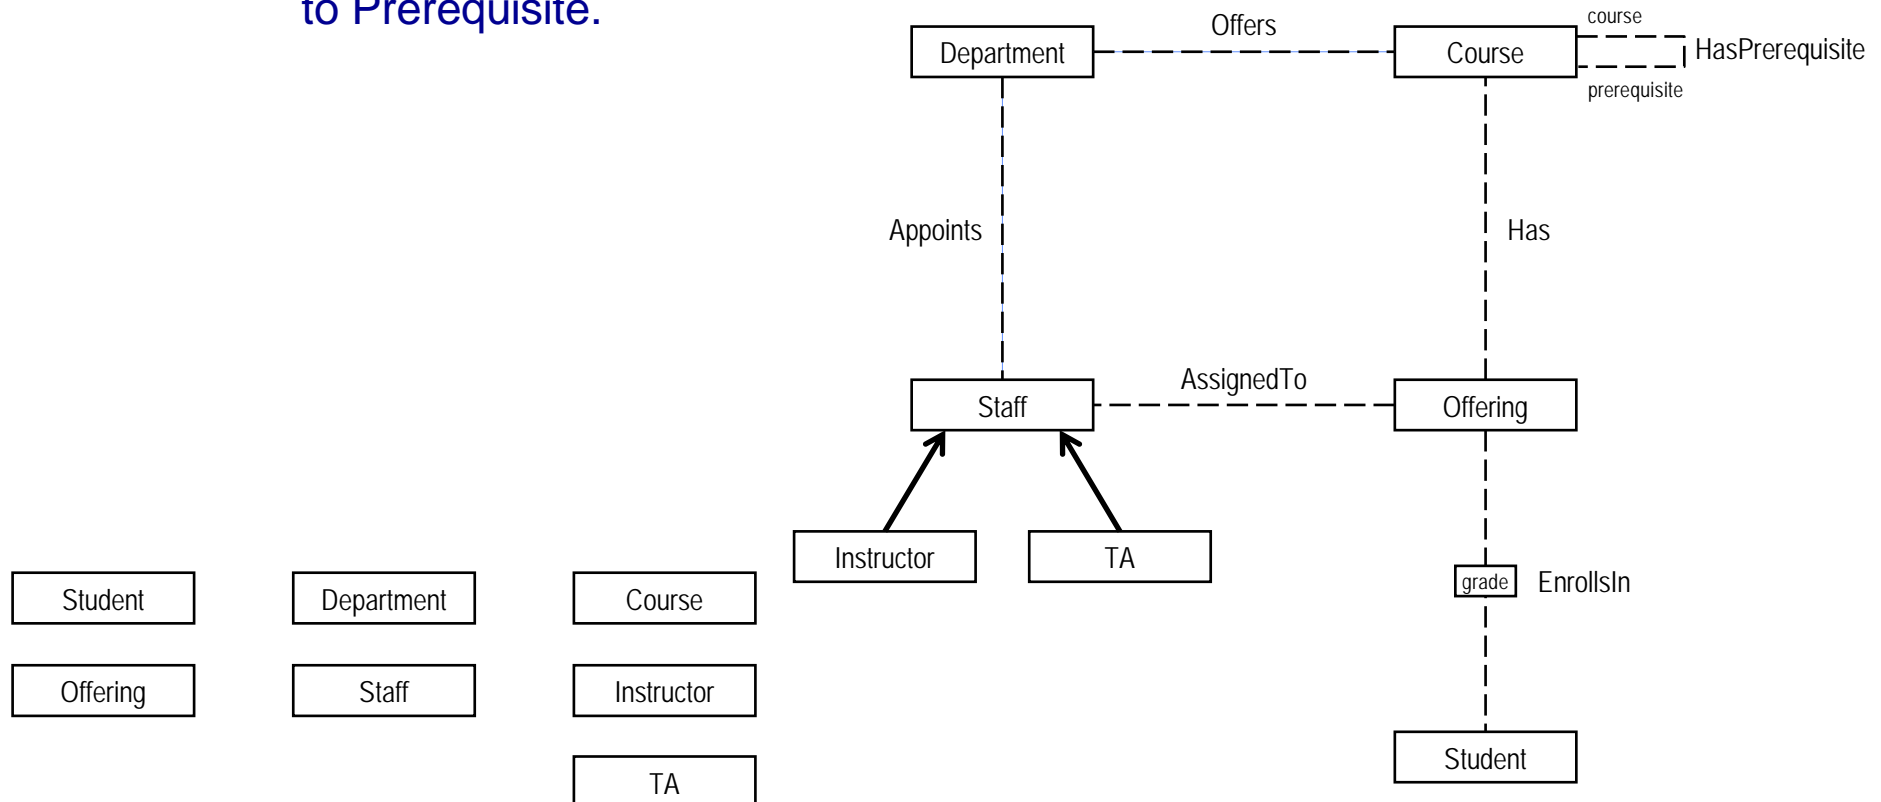 to Prerequisite.
course
Offers
Department
Course
HasPrerequisite
prerequisite
Appoints
Has
AssignedTo
Staff
Offering
Instructor
TA
grade
EnrollsIn
Student
Student
Department
Course
Offering
Staff
Instructor
TA